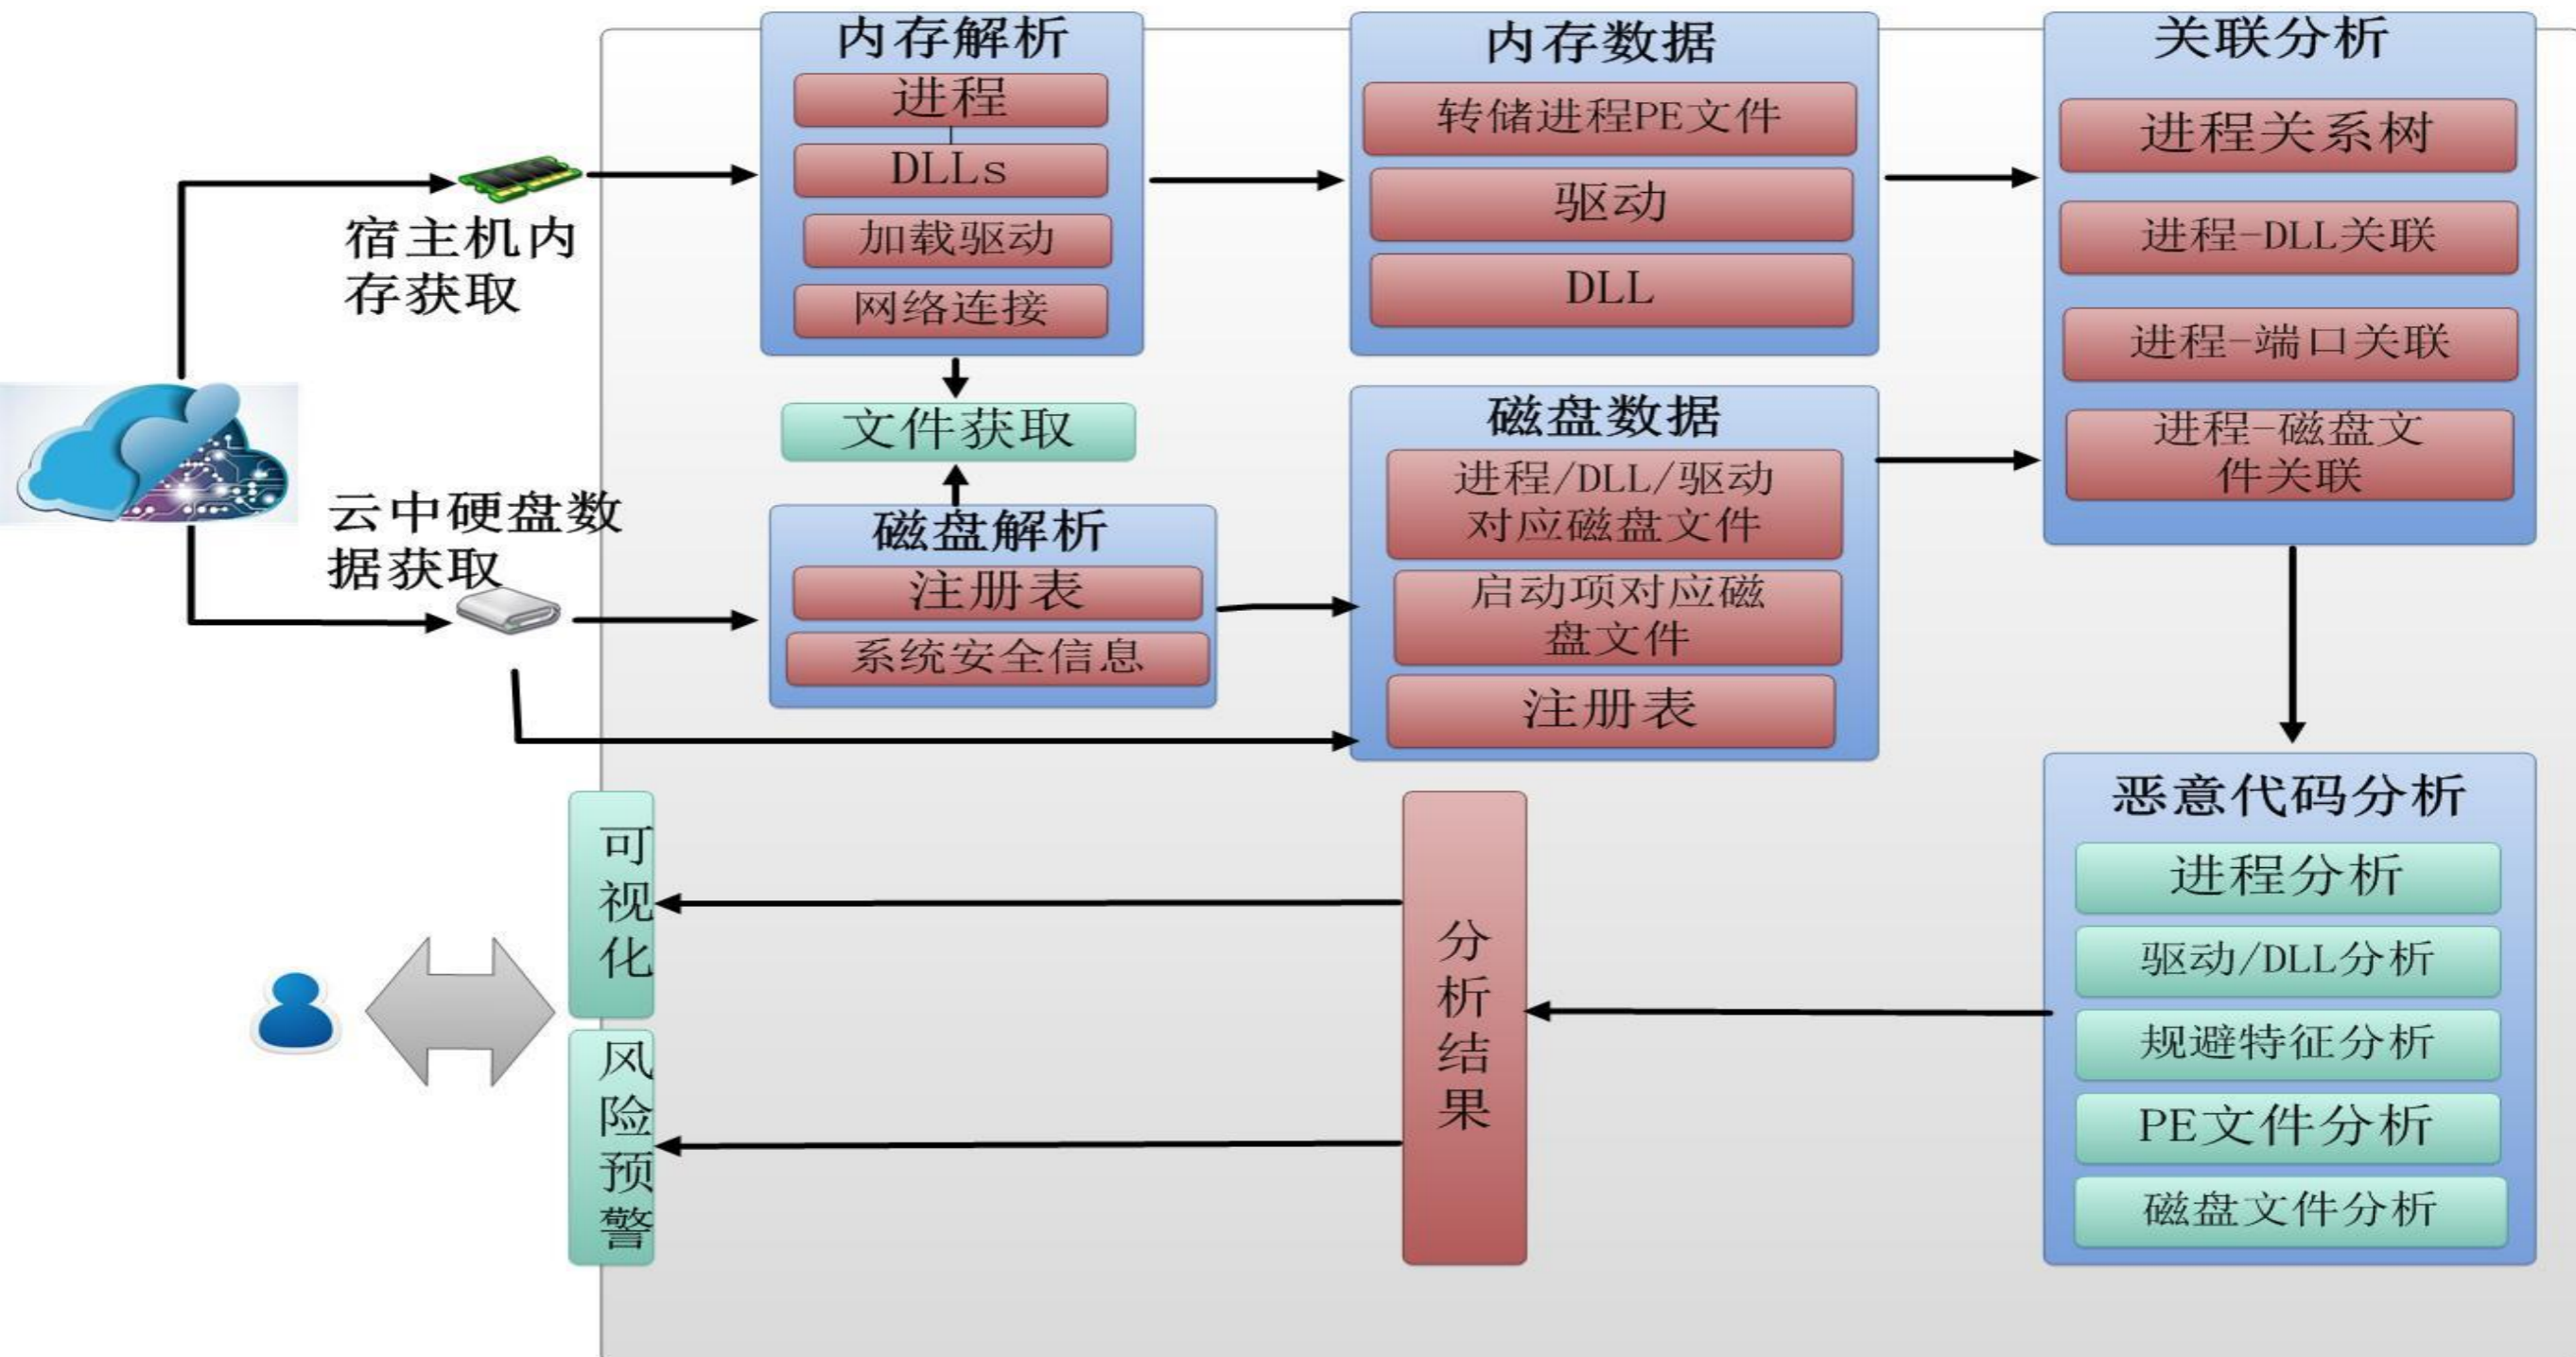 宿主机内
存获取
云中硬盘数
据获取
内存解析
进程
DLLs
加载驱动
网络连接
文件获取
磁盘解析
注册表
系统安全信息
内存数据
转储进程PE文件
驱动
DLL
磁盘数据
进程/DLL/驱动
对应磁盘文件
启动项对应磁
盘文件
注册表
关联分析
进程关系树
进程-DLL关联
进程-端口关联
进程-磁盘文
件关联
恶意代码分析
进程分析
驱动/DLL分析
规避特征分析
PE文件分析
磁盘文件分析
分析结果
可视化
风险预警